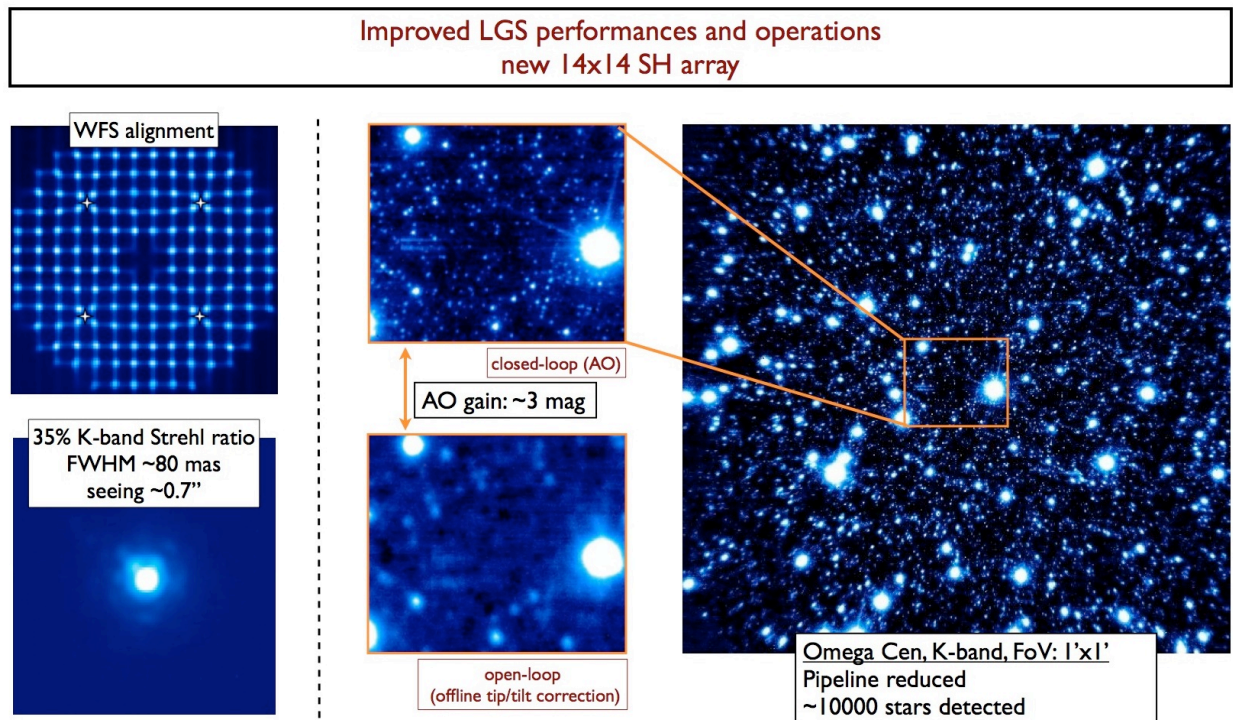 Improved LGS performances and operations
new 14x14 SH array
WFS alignment
35% K-band Strehl ratio
FWHM ~80 mas
seeing ~0.7”
closed-loop (AO)
AO gain: ~3 mag
open-loop
(offline tip/tilt correction)
Omega Cen, K-band, FoV: 1’x1’
Pipeline reduced
~10000 stars detected